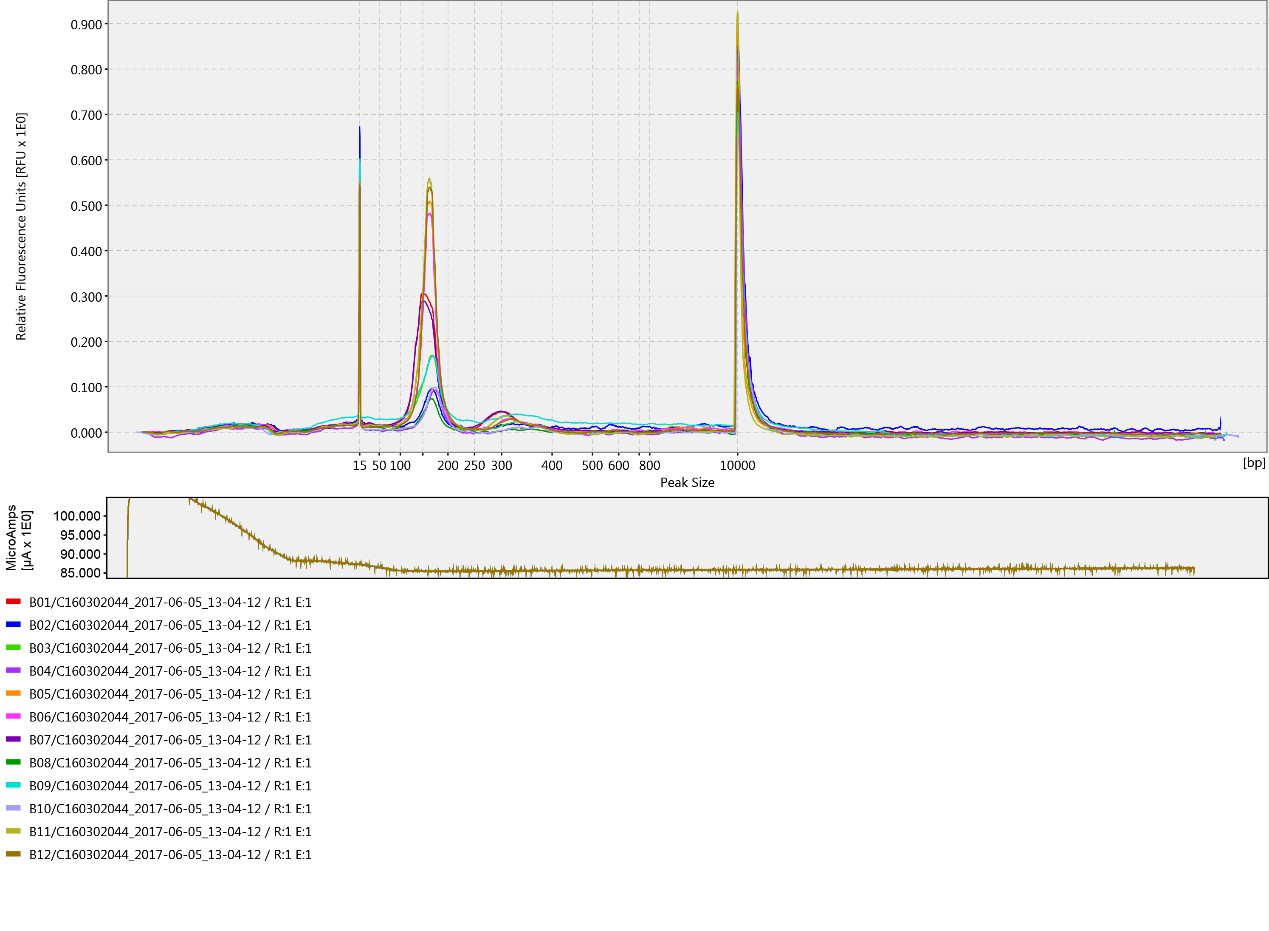 Relative Fluorescence Units [RFU x 1E0]
0.900
0.800
0.700
0.600
0.500
0.400
0.300
0.200
0.100
0.000
15 50 100 200 250 300 400 500 600 800 10000 [bp]
Peak Size
MicroAmps
[µA x 1E0]
100.000
95.000
90.000
85.000
B01/C160302044_2017-06-05_13-04-12 / R:1 E:1
B02/C160302044_2017-06-05_13-04-12 / R:1 E:1
B03/C160302044_2017-06-05_13-04-12 / R:1 E:1
B04/C160302044_2017-06-05_13-04-12 / R:1 E:1
B05/C160302044_2017-06-05_13-04-12 / R:1 E:1
B06/C160302044_2017-06-05_13-04-12 / R:1 E:1
B07/C160302044_2017-06-05_13-04-12 / R:1 E:1
B08/C160302044_2017-06-05_13-04-12 / R:1 E:1
B09/C160302044_2017-06-05_13-04-12 / R:1 E:1
B10/C160302044_2017-06-05_13-04-12 / R:1 E:1
B11/C160302044_2017-06-05_13-04-12 / R:1 E:1
B12/C160302044_2017-06-05_13-04-12 / R:1 E:1